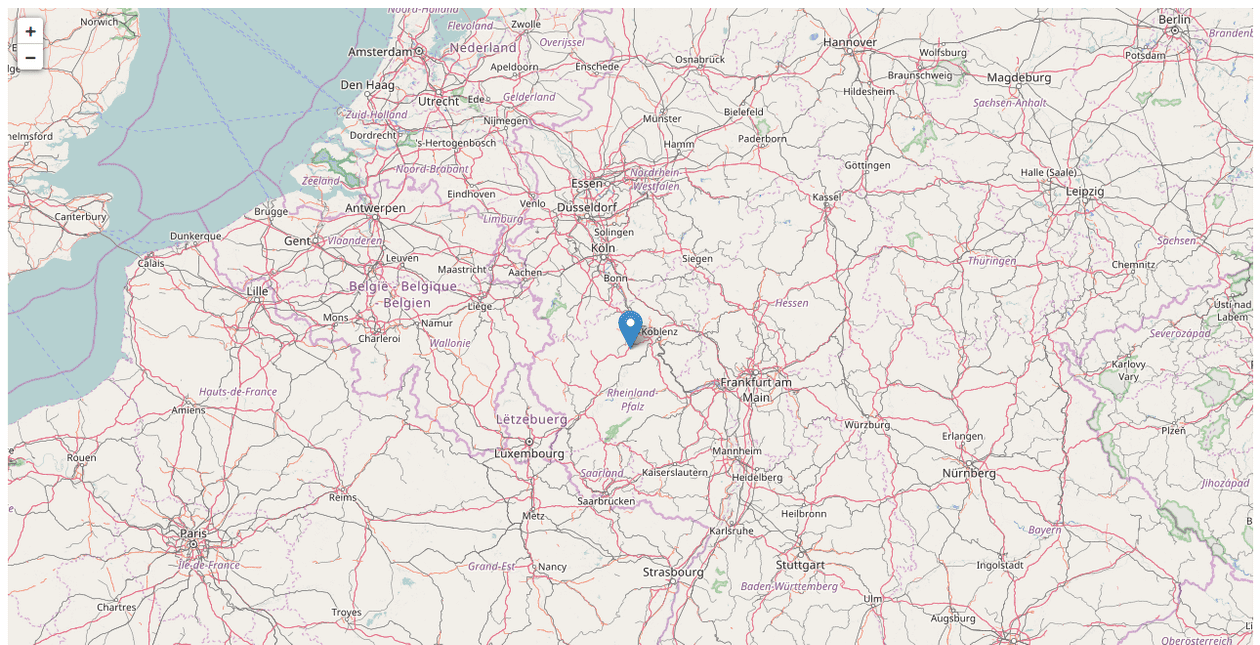 +
−
Norwich
Noord-Holland
Zwolle
Flevoland
Amsterdam
Nederland
Overijssel
Hannover
Wolfsburg
Berlin
Potsdam
Osnabrück
Apeldoorn
Enschede
Braunschweig
Magdeburg
Den Haag
Hildesheim
Utrecht
Ede
Gelderland
Sachsen-Anhalt
Zuid-Holland
Nijmegen
Münster
Bielefeld
Dordrecht
's-Hertogenbosch
Hamm
Paderborn
Noord-Brabant
Göttingen
Zeeland
Essen
Nordrhein-
Westfalen
Halle (Saale)
Leipzig
Eindhoven
Venlo
Kassel
Brugge
Antwerpen
Düsseldorf
Canterbury
Limburg
Solingen
Dunkerque
Gent
Vlaanderen
Köln
Sachsen
Calais
Leuven
Siegen
Thüringen
Chemnitz
Maastricht
Aachen
Bonn
Lille
België - Belgique
- Belgien
Liège
Hessen
Ústí nad
Labem
Mons
Namur
Charleroi
Wallonie
Koblenz
Severozápad
Karlovy
Vary
Frankfurt am
Main
Hauts-de-France
Rheinland-
Pfalz
Amiens
Lëtzebuerg
Würzburg
Plzeň
Erlangen
Luxembourg
Mannheim
Rouen
Saarland
Kaiserslautern
Heidelberg
Nürnberg
Jihozápad
Reims
Saarbrücken
Metz
Heilbronn
Karlsruhe
Bayern
Paris
Île-de-France
Grand-Est
Nancy
Strasbourg
Stuttgart
Ingolstadt
Baden-Württemberg
Chartres
Troyes
Ulm
Augsburg
Oberösterreich